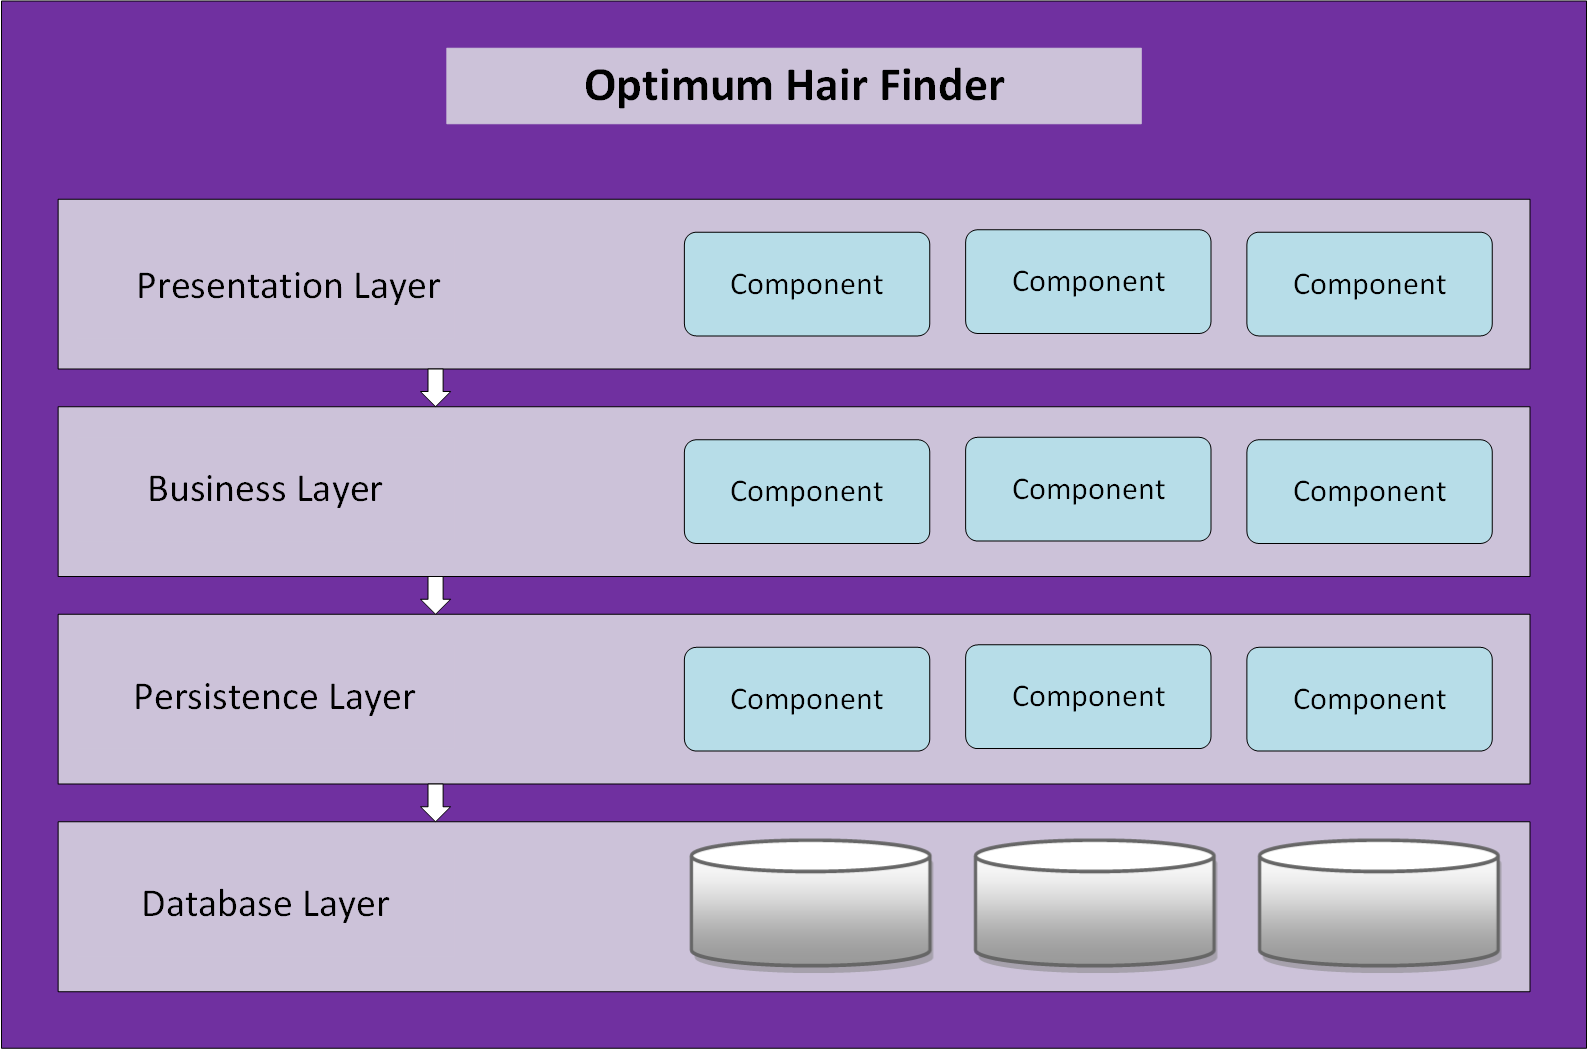 Optimum Hair Finder
Presentation Layer
Component
Component
Component
Business Layer
Component
Component
Component
Persistence Layer
Component
Component
Component
Database Layer